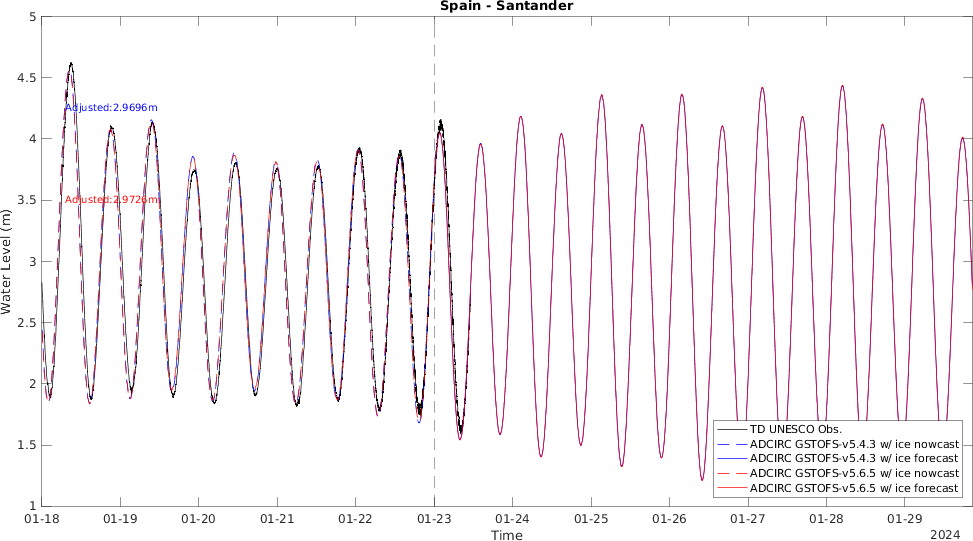 Spain - Santander
5
4.5
4
3.5
3
2.5
2
1.5
1
Water Level (m)
Adjusted:2.9696m
Adjusted:2.9726m
TD UNESCO Obs.
ADCIRC GSTOFS-v5.4.3 w/ ice nowcast
ADCIRC GSTOFS-v5.4.3 w/ ice forecast
ADCIRC GSTOFS-v5.6.5 w/ ice nowcast
ADCIRC GSTOFS-v5.6.5 w/ ice forecast
01-18 01-19 01-20 01-21 01-22 01-23 01-24 01-25 01-26 01-27 01-28 01-29
Time
2024